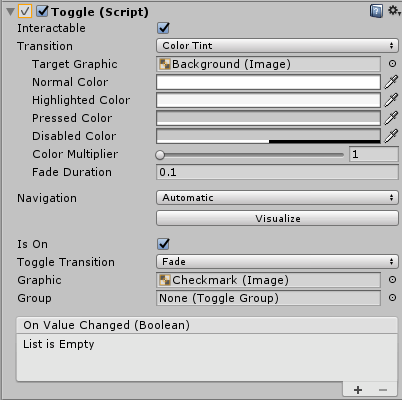 Toggle (Script)
Interactable
Transition Color Tint
Target Graphic Background (Image)
Normal Color
Highlighted Color
Pressed Color
Disabled Color
Color Multiplier 1
Fade Duration 0.1
Navigation Automatic
Visualize
Is On
Toggle Transition Fade
Graphic Checkmark (Image)
Group None (Toggle Group)
On Value Changed (Boolean)
List is Empty